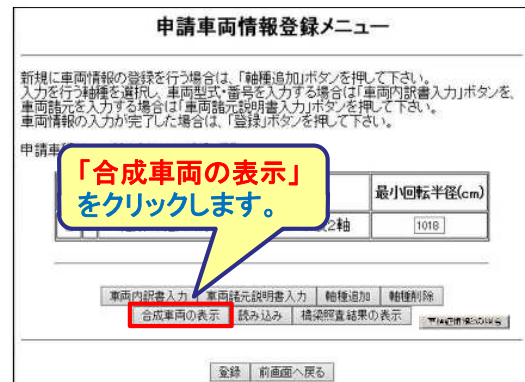 申請車両情報登録メニュー
新規に車両情報の登録を行う場合は、「軸種追加」ボタンを押して下さい。
入力を行う軸種を選択し、車両型式・番号を入力する場合は「車両内訳書入力」ボタンを、
車両諸元を入力する場合は「車両諸元説明書入力」ボタンを押して下さい。
車両情報の入力が完了した場合は、「登録」ボタンを押して下さい。
申請車
「合成車両の表示」
をクリックします。
最小回転半径(cm)
2軸
1018
車両内訳書入力 車両諸元説明書入力 軸種追加 軸種削除
合成車両の表示 読み込み 橋梁照査結果の表示
登録 前画面へ戻る